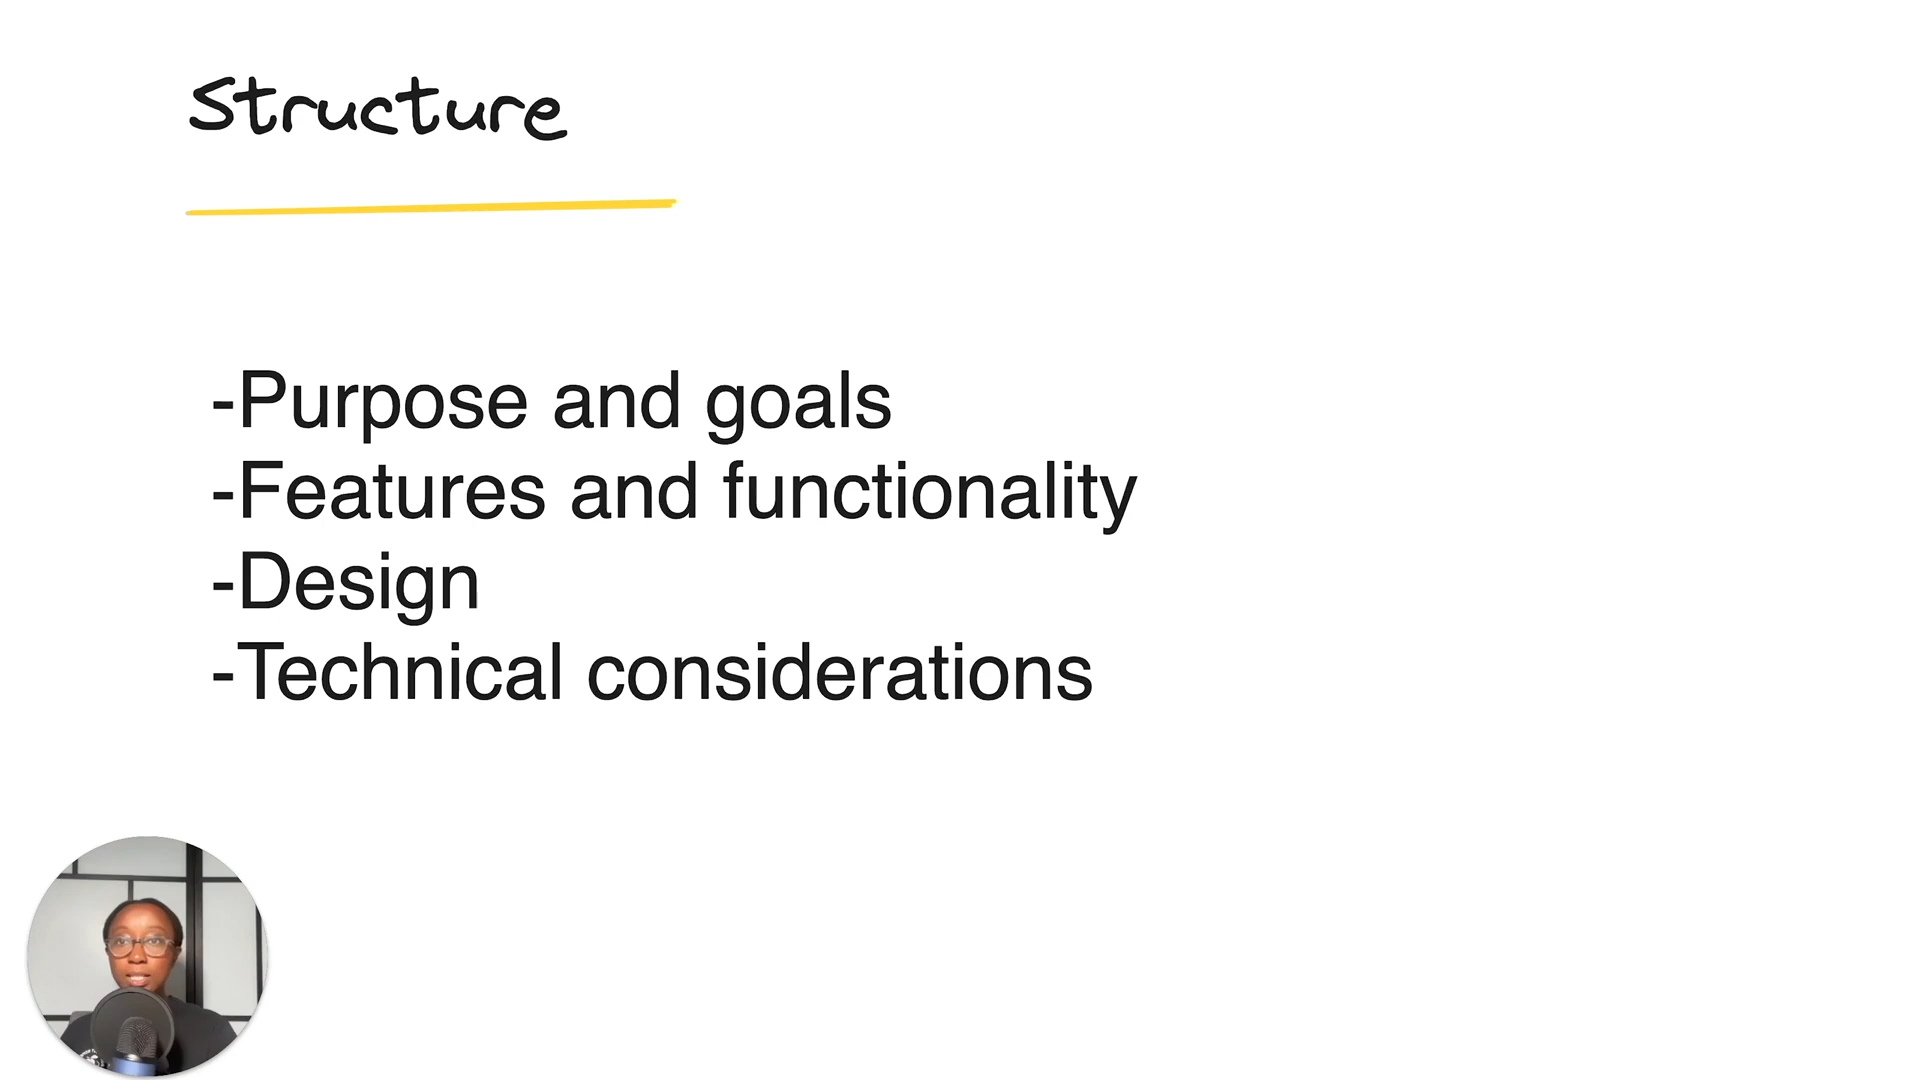 Structure
-Purpose and goals
-Features and functionality
-Design
-Technical considerations